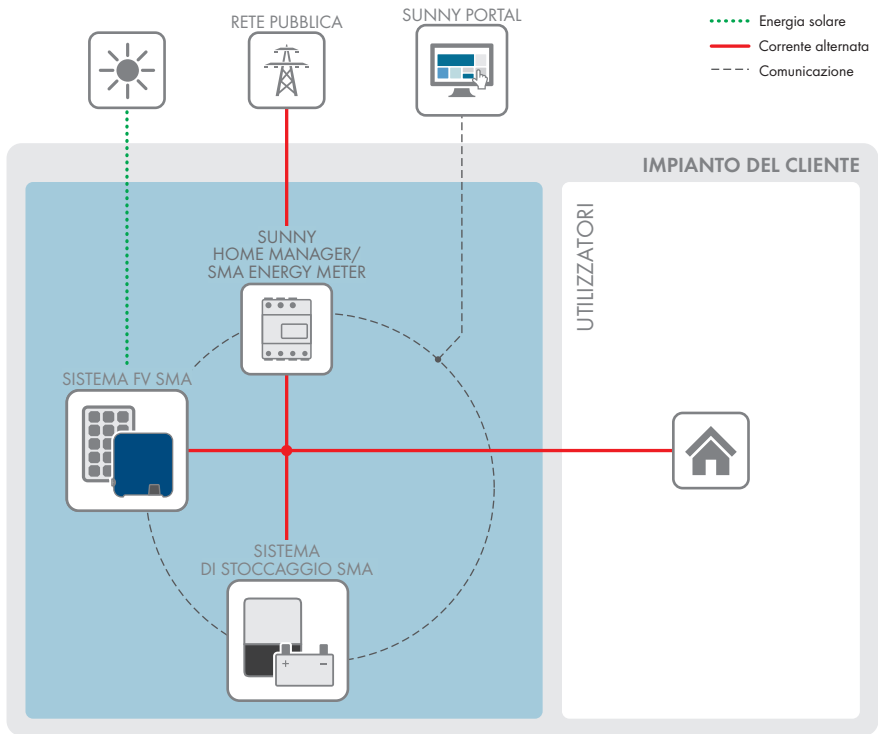 RETE PUBBLICA
SUNNY PORTAL
Energia solare
Corrente alternata
Comunicazione
IMPIANTO DEL CLIENTE
UTILIZZATORI
SUNNY
HOME MANAGER/
SMA ENERGY METER
SISTEMA FV SMA
SISTEMA
DI STOCCAGGIO SMA
+ −